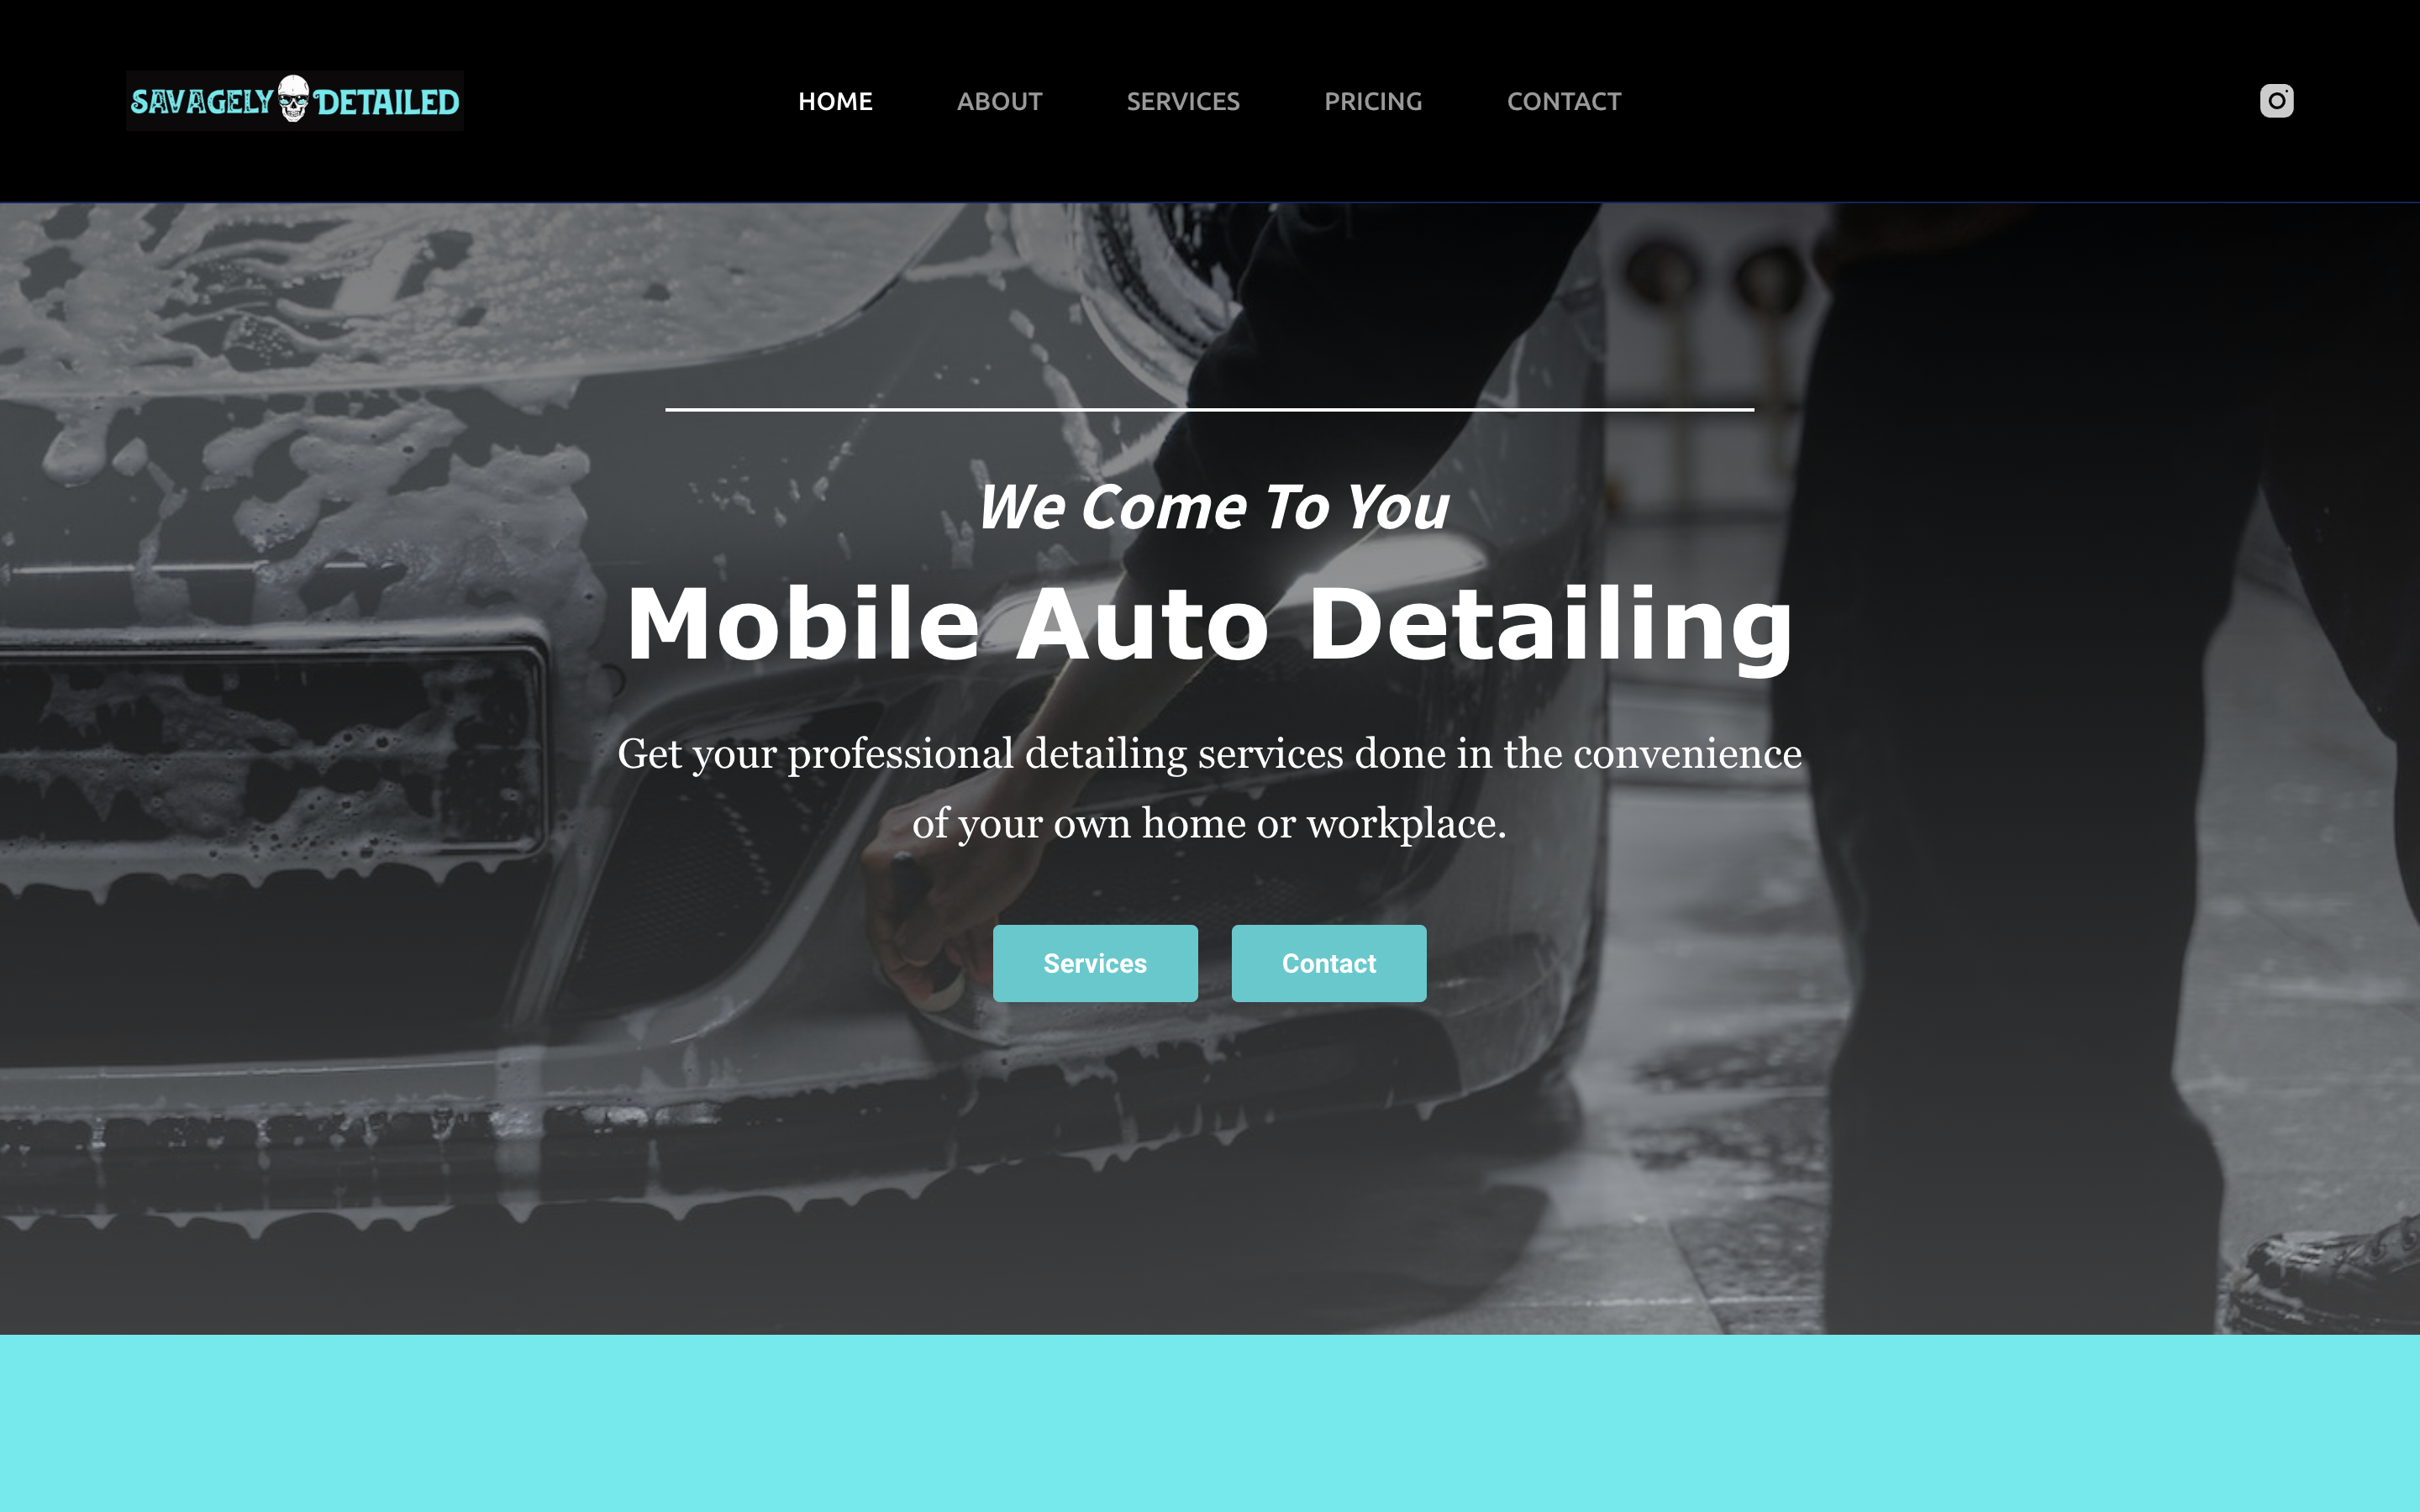 SAVAGELY DETAILED
HOME ABOUT SERVICES PRICING CONTACT
We Come To You
Mobile Auto Detailing
Get your professional detailing services done in the convenience
of your own home or workplace.
Services Contact